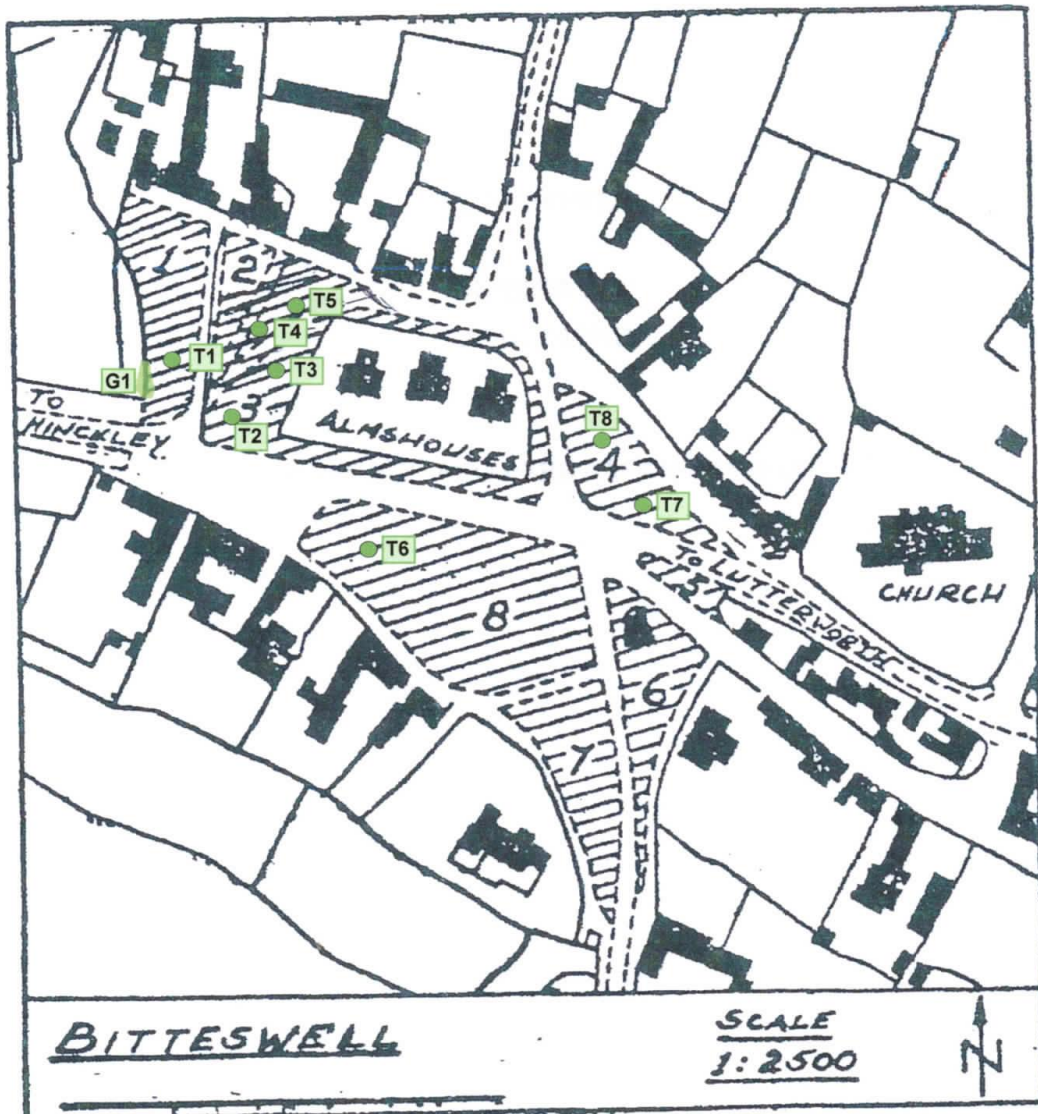 1
2
T5
T4
T1
T3
G1
3
T2
TO
HINCKLEY
ALMSHOUSES
T8
4
T7
T6
TO LUTTERWORTH
CHURCH
8
6
7
BITTESWELL
SCALE
1:2500
N